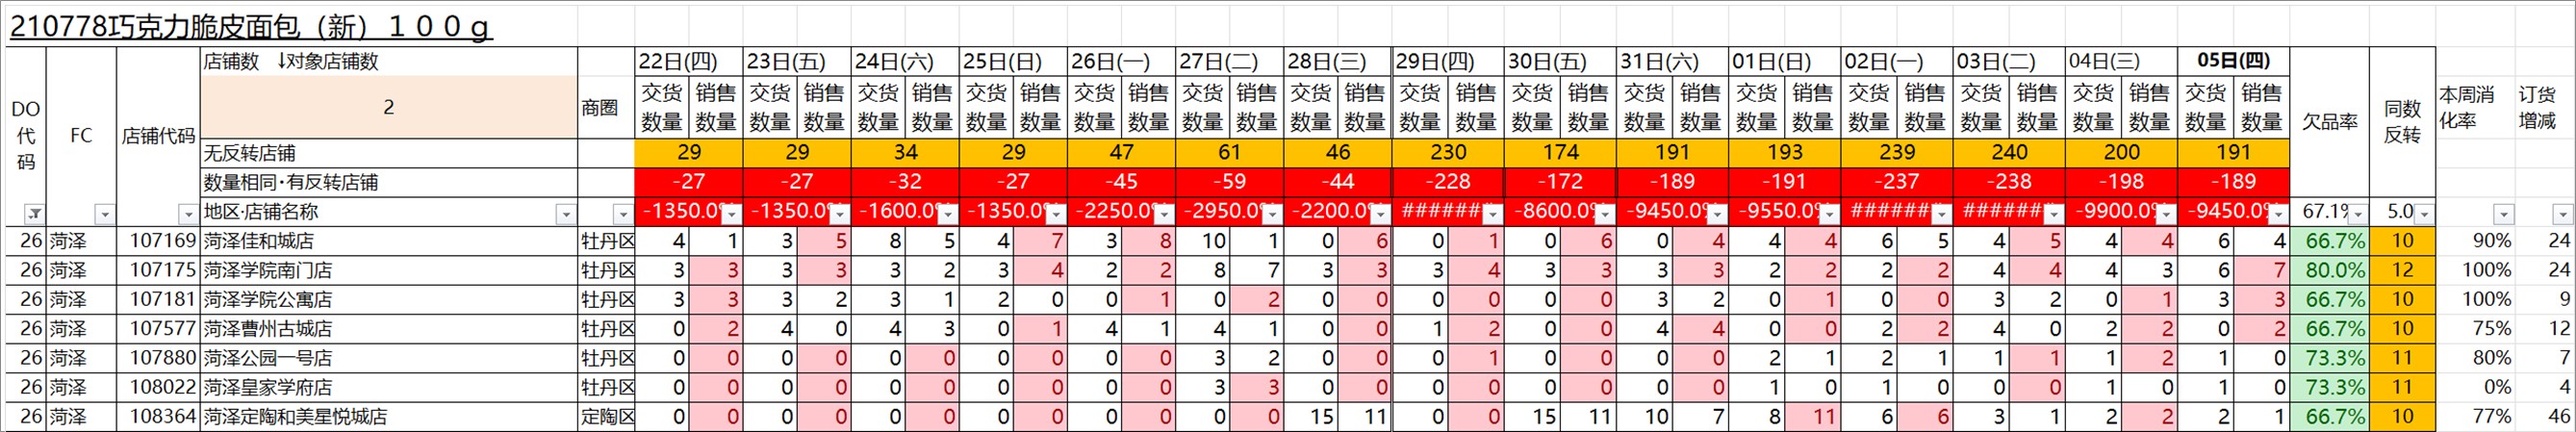 210778巧克力脆皮面包（新）１００ｇ
DO代码 FC 店铺代码 店铺数 ↓对象店铺数 商圈 22日(四) 23日(五) 24日(六) 25日(日) 26日(一) 27日(二) 28日(三) 29日(四) 30日(五) 31日(六) 01日(日) 02日(一) 03日(二) 04日(三) 05日(四) 欠品率 同数反转 本周消化率 订货增减
2 交货数量 销售数量 交货数量 销售数量 交货数量 销售数量 交货数量 销售数量 交货数量 销售数量 交货数量 销售数量 交货数量 销售数量 交货数量 销售数量 交货数量 销售数量 交货数量 销售数量 交货数量 销售数量 交货数量 销售数量 交货数量 销售数量 交货数量 销售数量 交货数量 销售数量
无反转店铺 29 29 34 29 47 61 46 230 174 191 193 239 240 200 191
数量相同·有反转店铺 -27 -27 -32 -27 -45 -59 -44 -228 -172 -189 -191 -237 -238 -198 -189
地区·店铺名称 -1350.0% -1350.0% -1600.0% -1350.0% -2250.0% -2950.0% -2200.0% ###### -8600.0% -9450.0% -9550.0% ###### ###### -9900.0% -9450.0% 67.1% 5.0
26 菏泽 107169 菏泽佳和城店 牡丹区 4 1 3 5 8 5 4 7 3 8 10 1 0 6 0 1 0 6 0 4 4 4 6 5 4 5 4 4 6 4 66.7% 10 90% 24
26 菏泽 107175 菏泽学院南门店 牡丹区 3 3 3 3 3 2 3 4 2 2 8 7 3 3 3 4 3 3 3 3 2 2 2 2 4 4 4 3 6 7 80.0% 12 100% 24
26 菏泽 107181 菏泽学院公寓店 牡丹区 3 3 3 2 3 1 2 0 0 1 0 2 0 0 0 0 0 0 3 2 0 1 0 0 3 2 0 1 3 3 66.7% 10 100% 9
26 菏泽 107577 菏泽曹州古城店 牡丹区 0 2 4 0 4 3 0 1 4 1 4 1 0 0 1 2 0 0 4 4 0 0 2 2 4 0 2 2 0 2 66.7% 10 75% 12
26 菏泽 107880 菏泽公园一号店 牡丹区 0 0 0 0 0 0 0 0 0 0 3 2 0 0 0 1 0 0 0 0 2 1 2 1 1 1 1 2 1 0 73.3% 11 80% 7
26 菏泽 108022 菏泽皇家学府店 牡丹区 0 0 0 0 0 0 0 0 0 0 3 3 0 0 0 0 0 0 0 0 1 0 1 0 0 0 1 0 1 0 73.3% 11 0% 4
26 菏泽 108364 菏泽定陶和美星悦城店 定陶区 0 0 0 0 0 0 0 0 0 0 0 0 15 11 0 0 15 11 10 7 8 11 6 6 3 1 2 2 2 1 66.7% 10 77% 46